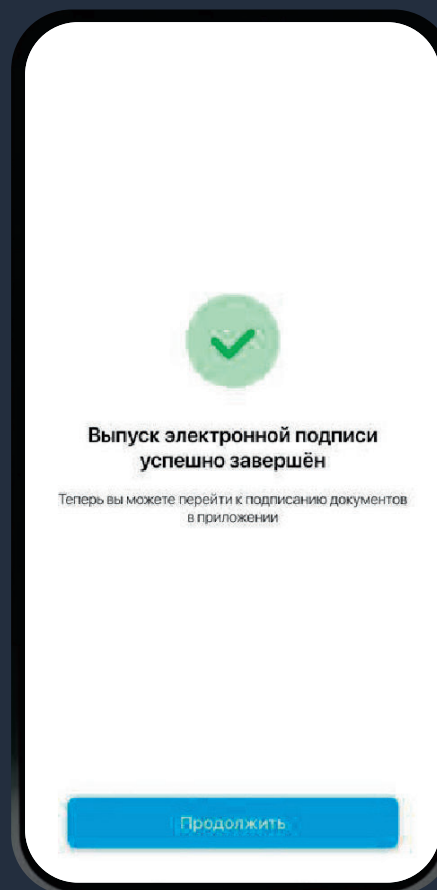 Выпуск электронной подписи
успешно завершён
Теперь вы можете перейти к подписанию документов
в приложении
Продолжить